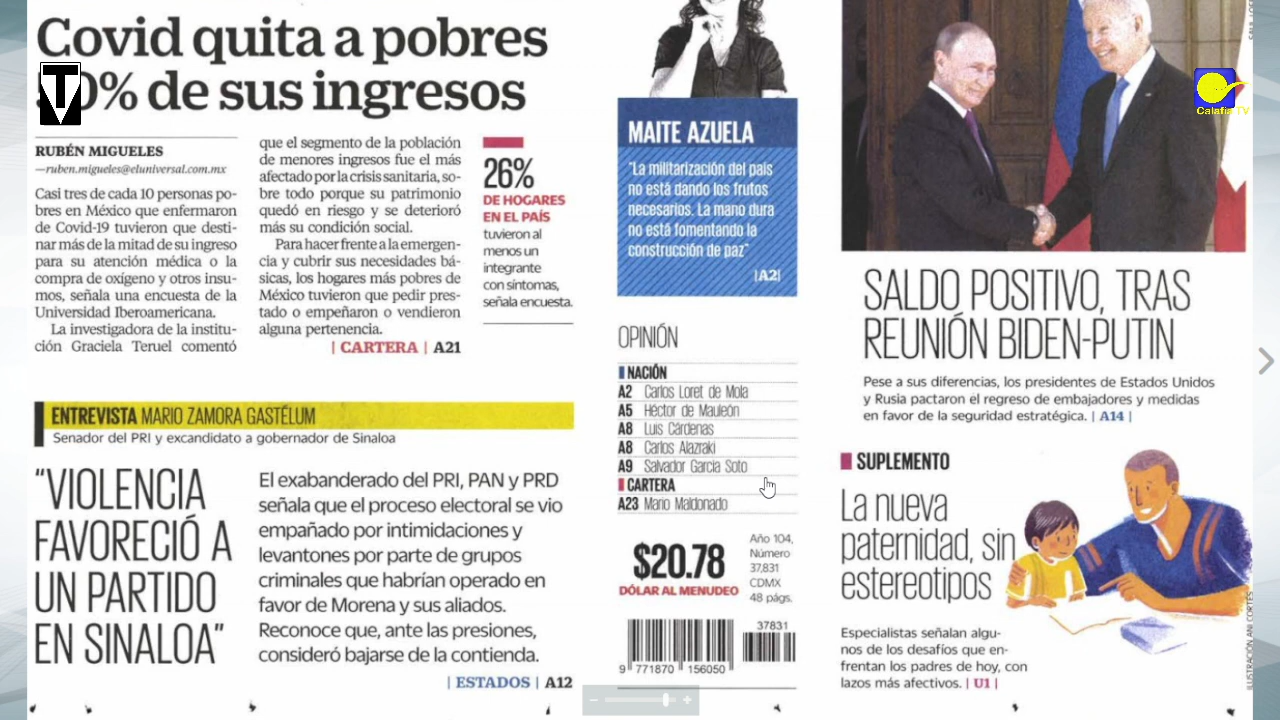 Covid quita a pobres
0% de sus ingresos
T
RUBÉN MIGUELES
—ruben.migueles@eluniversal.com.mx
Casi tres de cada 10 personas po-
bres en México que enfermaron
de Covid-19 tuvieron que desti-
nar más de la mitad de su ingreso
para su atención médica o la
compra de oxígeno y otros insu-
mos, señala una encuesta de la
Universidad Iberoamericana.
La investigadora de la institu-
ción Graciela Teruel comentó
que el segmento de la población
de menores ingresos fue el más
afectado por la crisis sanitaria, so-
bre todo porque su patrimonio
quedó en riesgo y se deterioró
más su condición social.
Para hacer frente a la emergen-
cia y cubrir sus necesidades bá-
sicas, los hogares más pobres de
México tuvieron que pedir pres-
tado o empeñaron o vendieron
alguna pertenencia.
| CARTERA | A21
26%
DE HOGARES
EN EL PAÍS
tuvieron al
menos un
integrante
con síntomas,
señala encuesta.
ENTREVISTA MARIO ZAMORA GASTÉLUM
Senador del PRI y excandidato a gobernador de Sinaloa
“VIOLENCIA
FAVORECIÓ A
UN PARTIDO
EN SINALOA”
El exabanderado del PRI, PAN y PRD
señala que el proceso electoral se vio
empañado por intimidaciones y
levantones por parte de grupos
criminales que habrían operado en
favor de Morena y sus aliados.
Reconoce que, ante las presiones,
consideró bajarse de la contienda.
| ESTADOS | A12
MAITE AZUELA
"La militarización del país
no está dando los frutos
necesarios. La mano dura
no está fomentando la
construcción de paz"
|A2|
OPINIÓN
NACIÓN
A2 Carlos Loret de Mola
A5 Héctor de Mauleón
A8 Luis Cárdenas
A8 Carlos Alazraki
A9 Salvador García Soto
CARTERA
A23 Mario Maldonado
$20.78
DÓLAR AL MENUDEO
Año 104,
Número
37,831
CDMX
48 págs.
37831
9 771870 156050
Calafia TV
SALDO POSITIVO, TRAS
REUNIÓN BIDEN-PUTIN
Pese a sus diferencias, los presidentes de Estados Unidos
y Rusia pactaron el regreso de embajadores y medidas
en favor de la seguridad estratégica. | A14 |
SUPLEMENTO
La nueva
paternidad, sin
estereotipos
Especialistas señalan algu-
nos de los desafíos que en-
frentan los padres de hoy, con
lazos más afectivos. | U1 |
ILUSTRACIÓN ANI CORTÉS